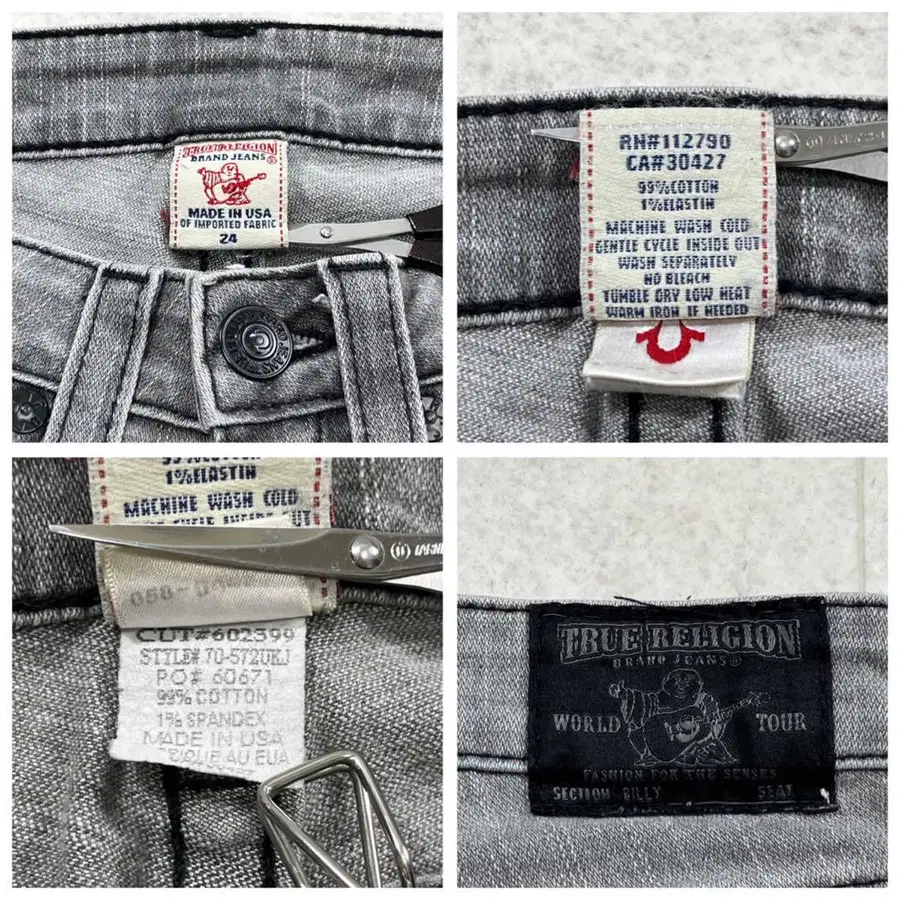 TRUE RELIGION
BRAND JEANS®
MADE IN USA
OF IMPORTED FABRIC
24
RN#112790
CA#30427
99%COTTON
1%ELASTIN
MACHINE WASH COLD
GENTLE CYCLE INSIDE OUT
WASH SEPARATELY
NO BLEACH
TUMBLE DRY LOW HEAT
WARM IRON IF NEEDED
1%ELASTIN
MACHINE WASH COLD
CUT#602399
STYLE# 70-572UKJ
PO# 60671
99% COTTON
1% SPANDEX
MADE IN USA
AU EUA
TRUE RELIGION
BRAND JEANS®
WORLD TOUR
FASHION FOR THE SENSES
SECTION BILLY SEAT